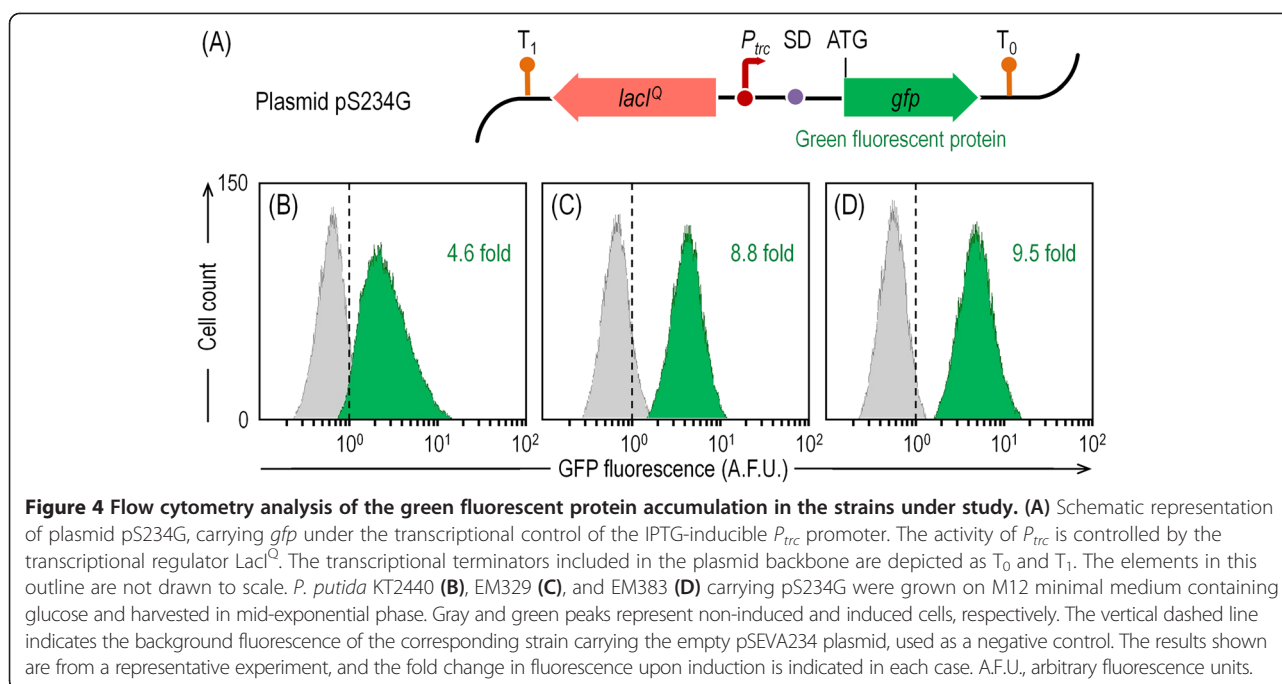 (A)
T₁
Pₜᵣ꜀ SD ATG
T₀
Plasmid pS234G
lacI^Q
gfp
Green fluorescent protein
150
(B)
(C)
(D)
4.6 fold
8.8 fold
9.5 fold
Cell count
0
10⁰ 10¹ 10² 10⁰ 10¹ 10² 10⁰ 10¹ 10²
GFP fluorescence (A.F.U.)
Figure 4 Flow cytometry analysis of the green fluorescent protein accumulation in the strains under study. (A) Schematic representation
of plasmid pS234G, carrying gfp under the transcriptional control of the IPTG-inducible Pₜᵣ꜀ promoter. The activity of Pₜᵣ꜀ is controlled by the
transcriptional regulator LacI^Q. The transcriptional terminators included in the plasmid backbone are depicted as T₀ and T₁. The elements in this
outline are not drawn to scale. P. putida KT2440 (B), EM329 (C), and EM383 (D) carrying pS234G were grown on M12 minimal medium containing
glucose and harvested in mid-exponential phase. Gray and green peaks represent non-induced and induced cells, respectively. The vertical dashed line
indicates the background fluorescence of the corresponding strain carrying the empty pSEVA234 plasmid, used as a negative control. The results shown
are from a representative experiment, and the fold change in fluorescence upon induction is indicated in each case. A.F.U., arbitrary fluorescence units.